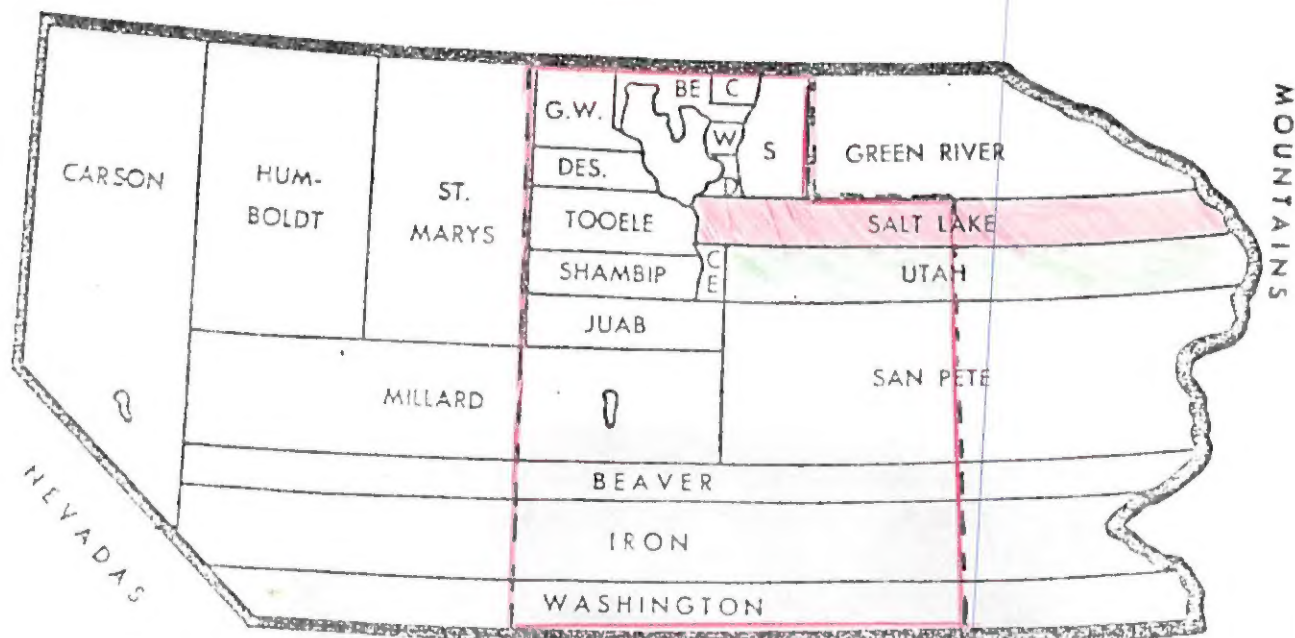 BE C
G.W.
W
S
GREEN RIVER
CARSON
HUM-
BOLDT
ST.
MARYS
DES.
D
TOOELE
SALT LAKE
SHAMBIP
C
E
UTAH
JUAB
SAN PETE
MILLARD
BEAVER
IRON
WASHINGTON
NEVADAS
MOUNTAINS